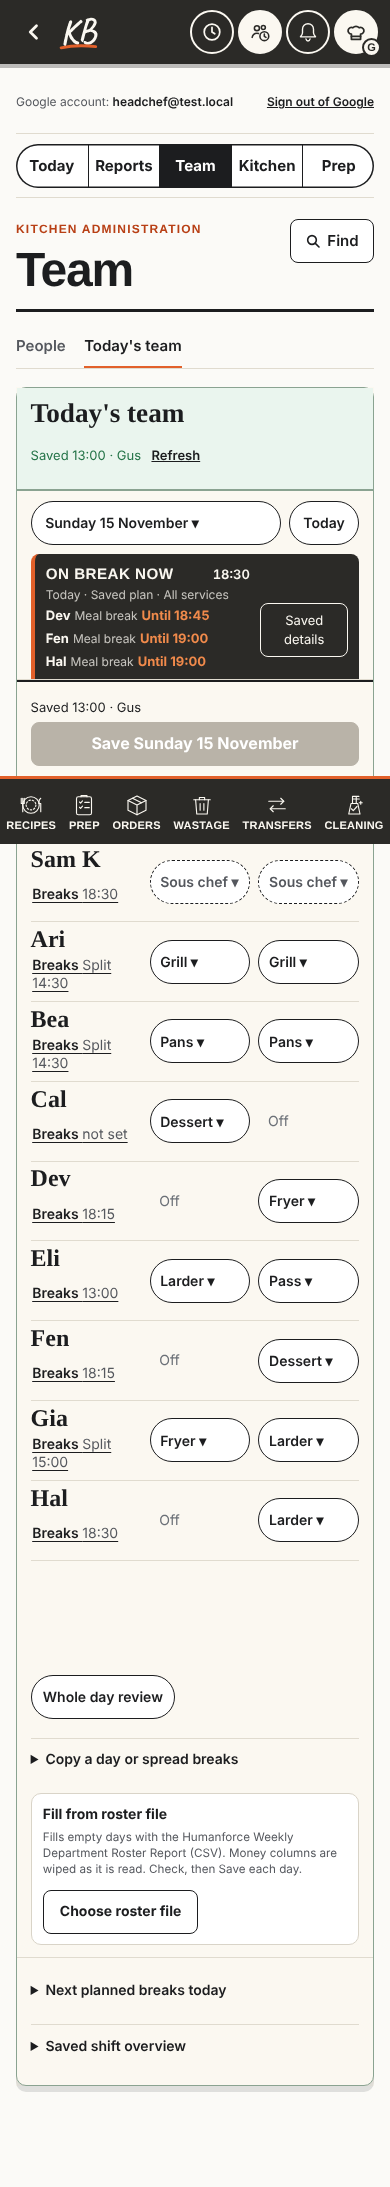 KB
G
Google account: headchef@test.local Sign out of Google
Today Reports Team Kitchen Prep
KITCHEN ADMINISTRATION
Team
Find
People Today's team
Today's team
Saved 13:00 · Gus Refresh
Sunday 15 November ▾ Today
ON BREAK NOW 18:30
Today · Saved plan · All services
Dev Meal break Until 18:45
Fen Meal break Until 19:00
Hal Meal break Until 19:00
Saved
details
Saved 13:00 · Gus
Save Sunday 15 November
RECIPES PREP ORDERS WASTAGE TRANSFERS CLEANING
Sam K
Breaks 18:30
Sous chef ▾ Sous chef ▾
Ari
Breaks Split
14:30
Grill ▾ Grill ▾
Bea
Breaks Split
14:30
Pans ▾ Pans ▾
Cal
Breaks not set
Dessert ▾ Off
Dev
Breaks 18:15
Off Fryer ▾
Eli
Breaks 13:00
Larder ▾ Pass ▾
Fen
Breaks 18:15
Off Dessert ▾
Gia
Breaks Split
15:00
Fryer ▾ Larder ▾
Hal
Breaks 18:30
Off Larder ▾
Whole day review
▶ Copy a day or spread breaks
Fill from roster file
Fills empty days with the Humanforce Weekly
Department Roster Report (CSV). Money columns are
wiped as it is read. Check, then Save each day.
Choose roster file
▶ Next planned breaks today
▶ Saved shift overview